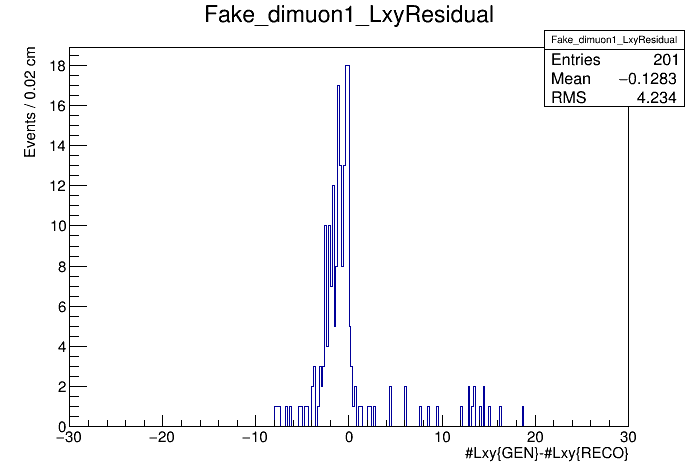 Fake_dimuon1_LxyResidual
Fake_dimuon1_LxyResidual
Entries 201
Mean −0.1283
RMS 4.234
Events / 0.02 cm
18
16
14
12
10
8
6
4
2
0
−30 −20 −10 0 10 20 30
#Lxy{GEN}-#Lxy{RECO}